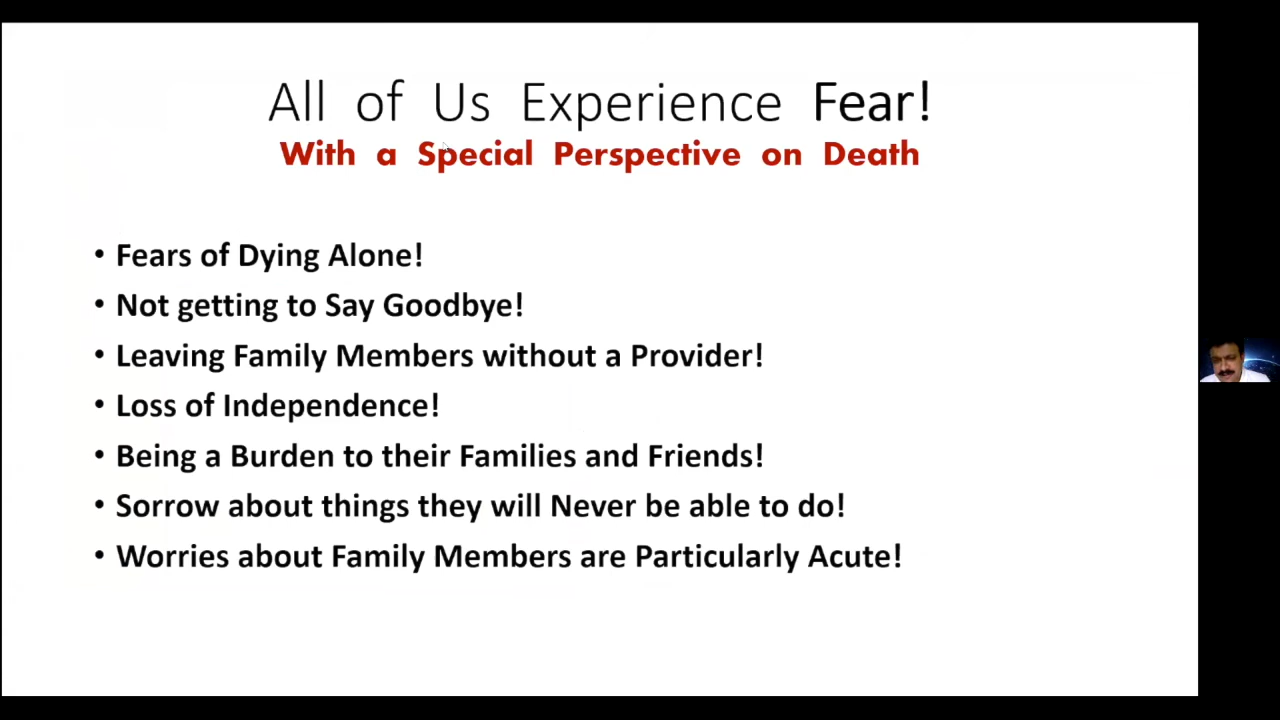 All of Us Experience Fear!
With a Special Perspective on Death
• Fears of Dying Alone!
• Not getting to Say Goodbye!
• Leaving Family Members without a Provider!
• Loss of Independence!
• Being a Burden to their Families and Friends!
• Sorrow about things they will Never be able to do!
• Worries about Family Members are Particularly Acute!